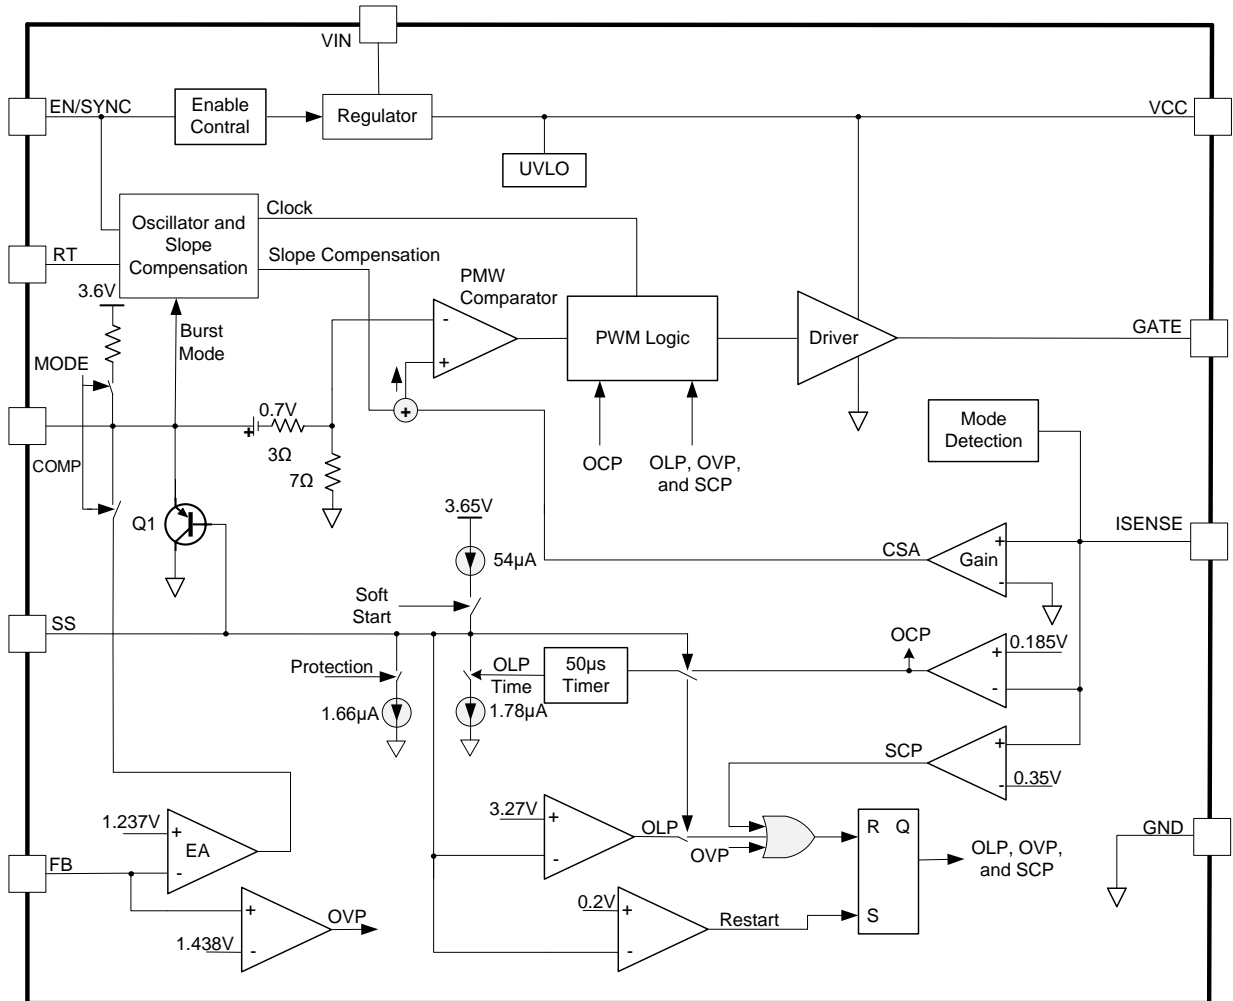 VIN
EN/SYNC
Enable
Contral
Regulator
VCC
UVLO
Oscillator and
Slope
Compensation
Clock
Slope Compensation
RT
3.6V
Burst
Mode
PMW
Comparator
-
+
PWM Logic
Driver
GATE
MODE
0.7V
+
3Ω
7Ω
+
COMP
OCP
OLP, OVP,
and SCP
Mode
Detection
Q1
3.65V
54µA
CSA
Gain
+
-
ISENSE
Soft
Start
SS
Protection
1.66µA
OLP
Time
1.78µA
50µs
Timer
OCP
+
0.185V
-
SCP
+
-
0.35V
3.27V
+
-
OLP
OVP
R Q
S
OLP, OVP,
and SCP
GND
1.237V
+
EA
-
FB
+
1.438V
-
OVP
0.2V
+
-
Restart